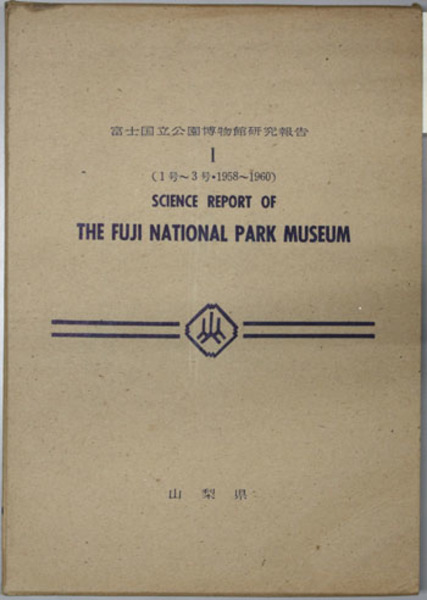 富士国立公園博物館研究報告
I
(1号~3号・1958~1960)
SCIENCE REPORT OF
THE FUJI NATIONAL PARK MUSEUM
山梨県